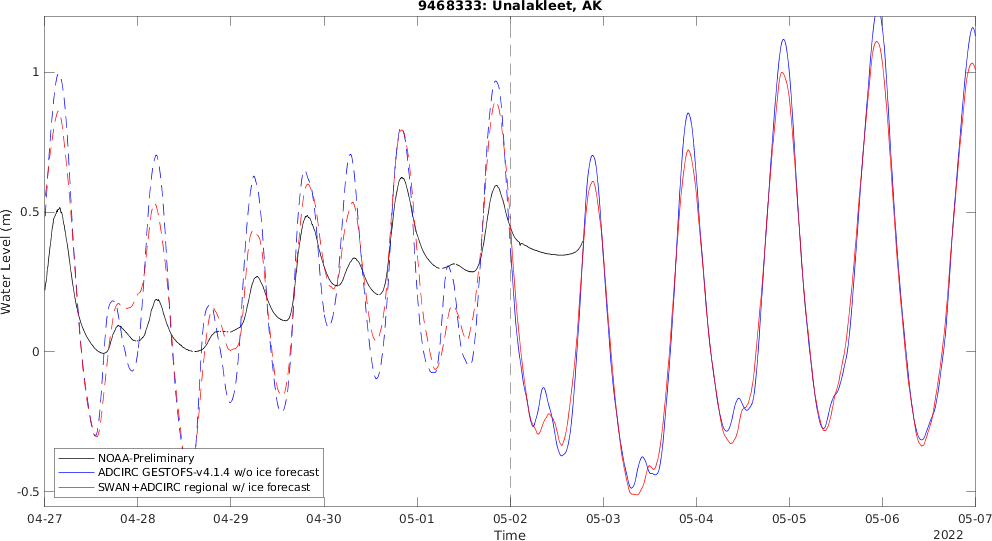 9468333: Unalakleet, AK
Water Level (m)
1
0.5
0
-0.5
NOAA-Preliminary
ADCIRC GESTOFS-v4.1.4 w/o ice forecast
SWAN+ADCIRC regional w/ ice forecast
04-27 04-28 04-29 04-30 05-01 05-02 05-03 05-04 05-05 05-06 05-07
Time
2022